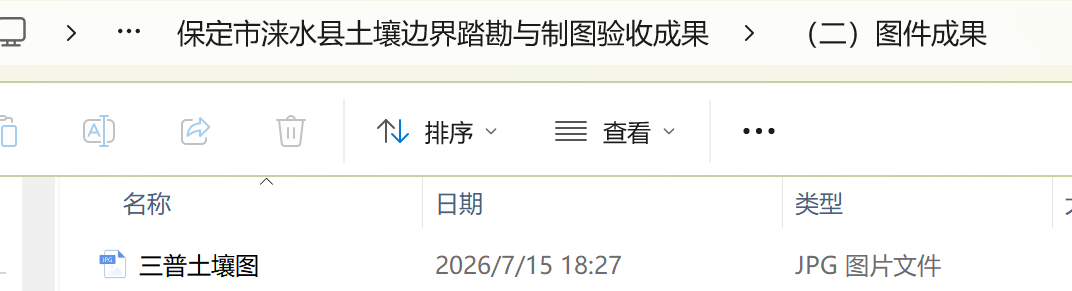 保定市涞水县土壤边界踏勘与制图验收成果 （二）图件成果
排序 查看
名称 日期 类型
JPG 三普土壤图 2026/7/15 18:27 JPG 图片文件